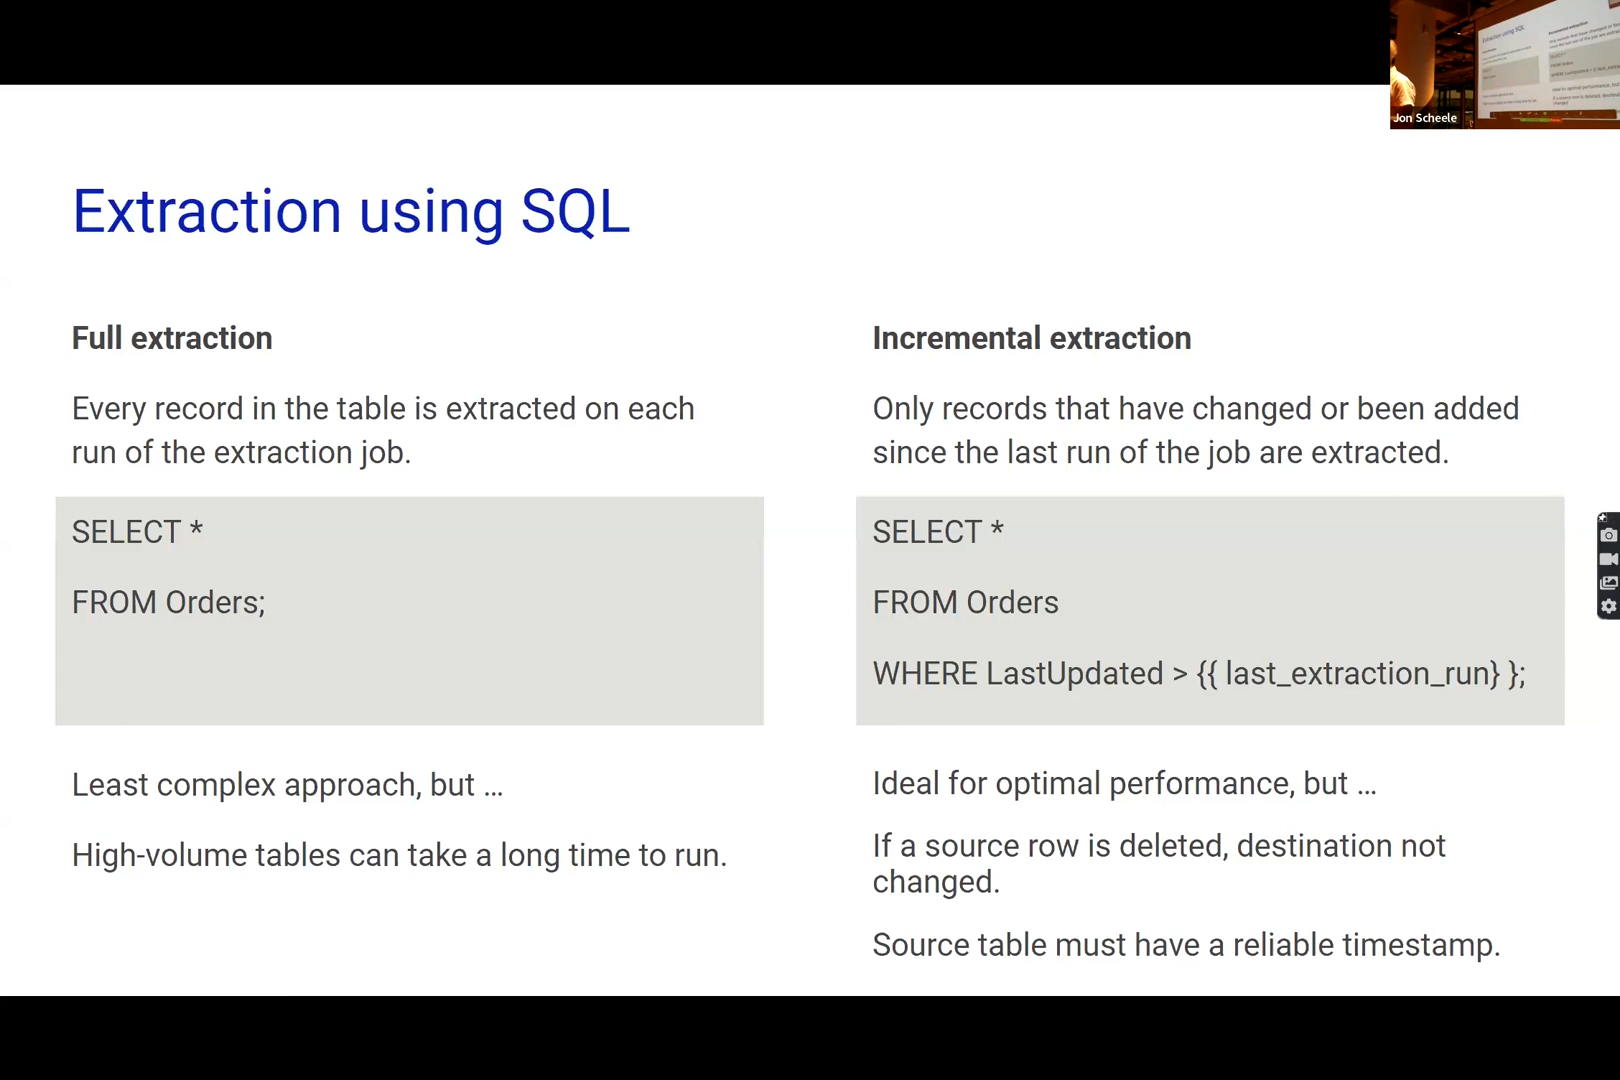 Extraction using SQL
Full extraction
Every record in the table is extracted on each
run of the extraction job.
SELECT *
FROM Orders;
Least complex approach, but ...
High-volume tables can take a long time to run.
Incremental extraction
Only records that have changed or been added
since the last run of the job are extracted.
SELECT *
FROM Orders
WHERE LastUpdated > {{ last_extraction_run} };
Ideal for optimal performance, but ...
If a source row is deleted, destination not
changed.
Source table must have a reliable timestamp.
Jon Scheele
Extraction using SQL